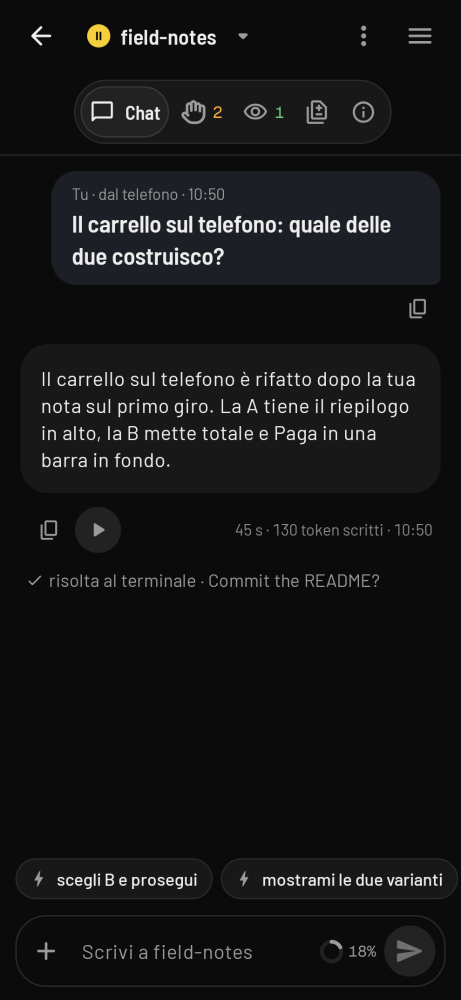 field-notes
Chat
2
1
Tu · dal telefono · 10:50
Il carrello sul telefono: quale delle
due costruisco?
Il carrello sul telefono è rifatto dopo la tua
nota sul primo giro. La A tiene il riepilogo
in alto, la B mette totale e Paga in una
barra in fondo.
45 s · 130 token scritti · 10:50
risolta al terminale · Commit the README?
scegli B e prosegui
mostrami le due varianti
Scrivi a field-notes
18%